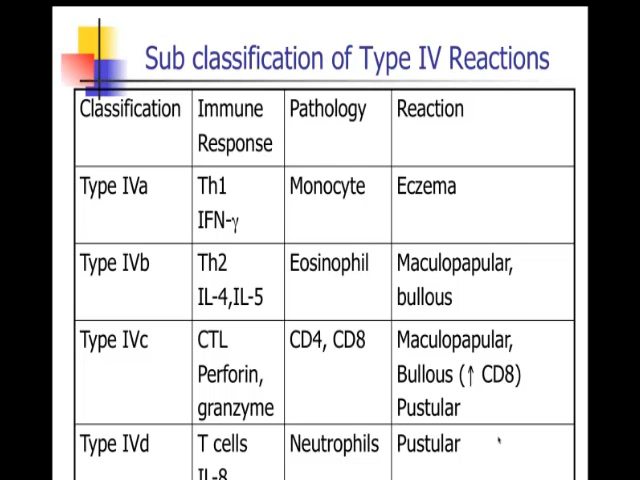 Sub classification of Type IV Reactions
Classification Immune Response Pathology Reaction
Type IVa Th1 IFN-γ Monocyte Eczema
Type IVb Th2 IL-4,IL-5 Eosinophil Maculopapular, bullous
Type IVc CTL Perforin, granzyme CD4, CD8 Maculopapular, Bullous (↑ CD8) Pustular
Type IVd T cells IL-8 Neutrophils Pustular